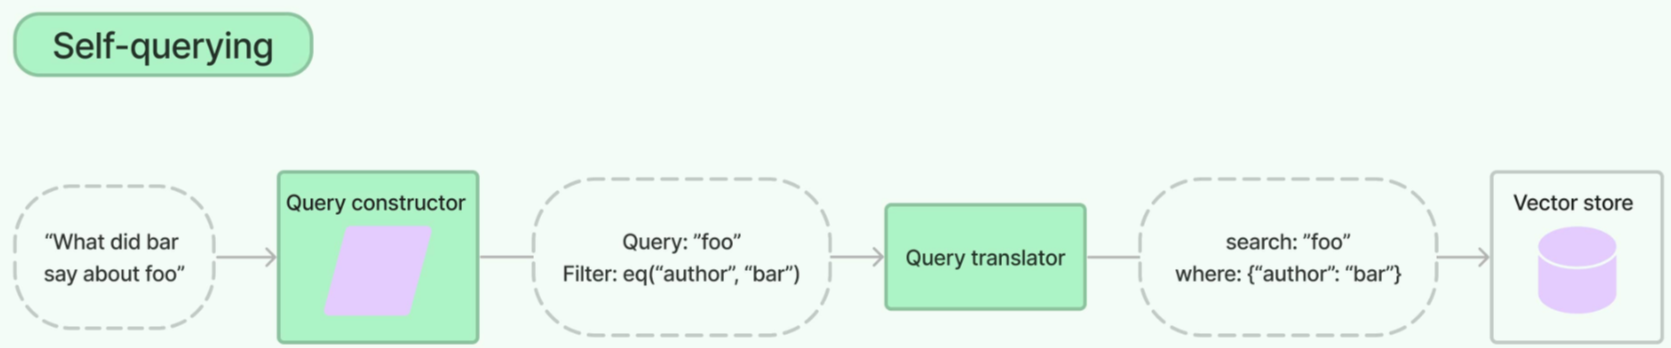 Self-querying
“What did bar
say about foo”
Query constructor
Query: ”foo”
Filter: eq(“author”, “bar”)
Query translator
search: ”foo”
where: {“author”: “bar”}
Vector store